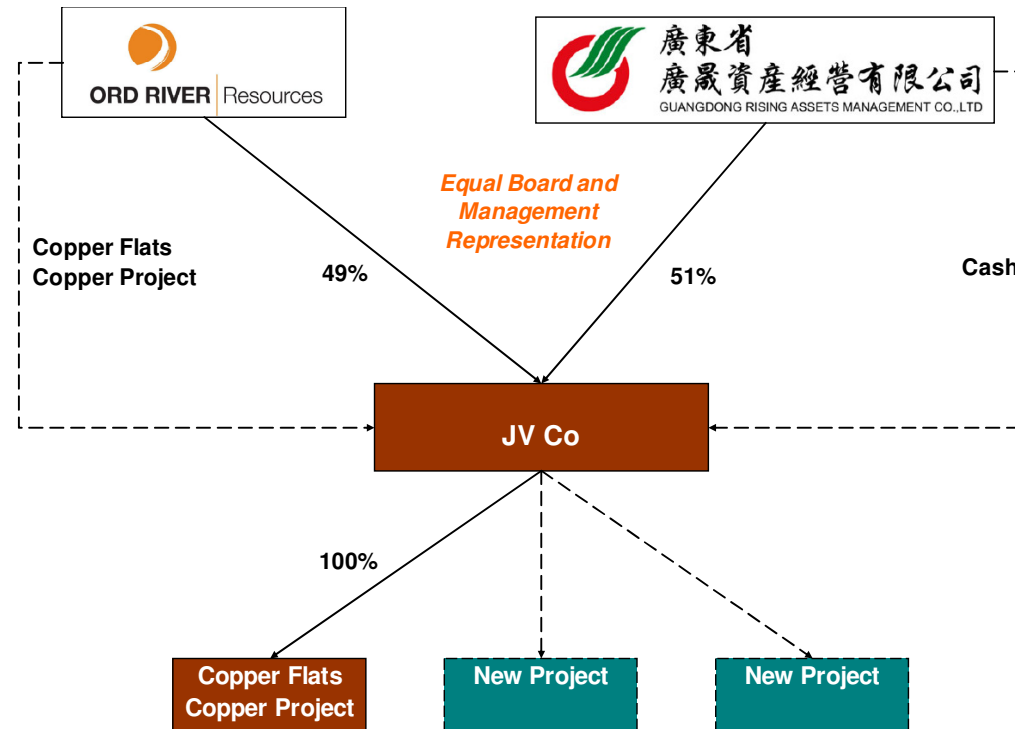 ORD RIVER Resources
廣東省
廣晟資產經營有限公司
GUANGDONG RISING ASSETS MANAGEMENT CO.,LTD
Equal Board and
Management
Representation
Copper Flats
Copper Project
49%
51%
Cash
JV Co
100%
Copper Flats
Copper Project
New Project
New Project